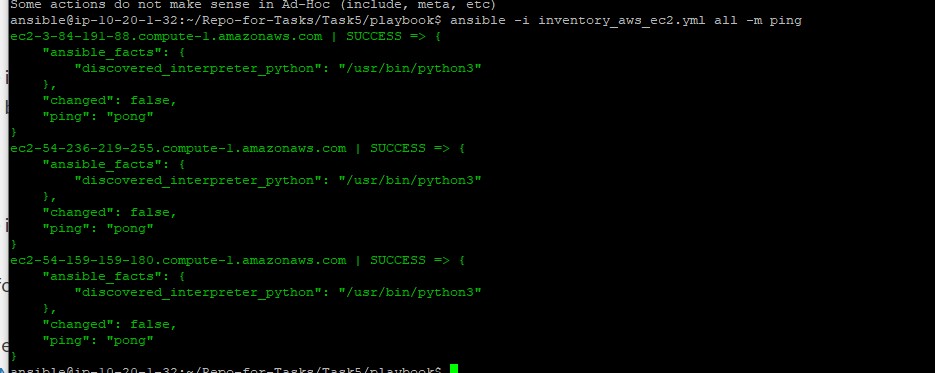 Some actions do not make sense in Ad-Hoc (include, meta, etc)
ansible@ip-10-20-1-32:~/Repo-for-Tasks/Task5/playbook$ ansible -i inventory_aws_ec2.yml all -m ping
ec2-3-84-191-88.compute-1.amazonaws.com | SUCCESS => {
    "ansible_facts": {
        "discovered_interpreter_python": "/usr/bin/python3"
    },
    "changed": false,
    "ping": "pong"
}
ec2-54-236-219-255.compute-1.amazonaws.com | SUCCESS => {
    "ansible_facts": {
        "discovered_interpreter_python": "/usr/bin/python3"
    },
    "changed": false,
    "ping": "pong"
}
ec2-54-159-159-180.compute-1.amazonaws.com | SUCCESS => {
    "ansible_facts": {
        "discovered_interpreter_python": "/usr/bin/python3"
    },
    "changed": false,
    "ping": "pong"
}
ansible@ip-10-20-1-32:~/Repo-for-Tasks/Task5/playbook$